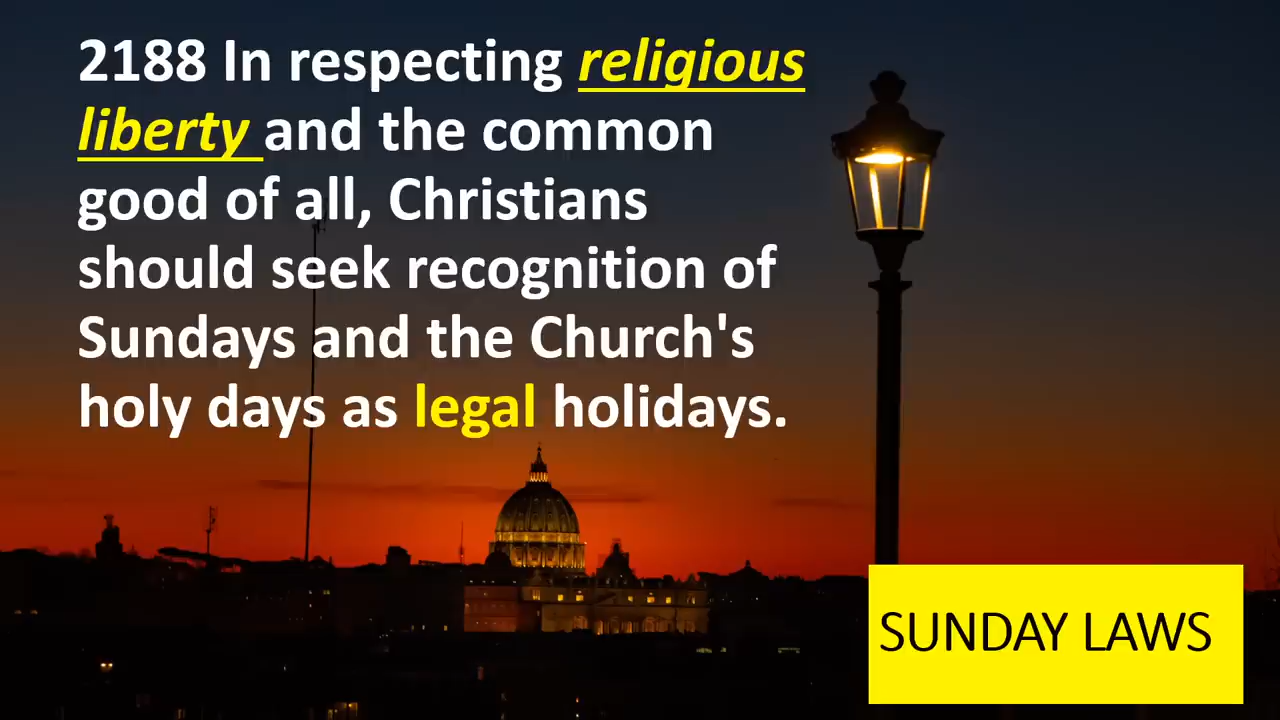 2188 In respecting religious
liberty and the common
good of all, Christians
should seek recognition of
Sundays and the Church's
holy days as legal holidays.
SUNDAY LAWS